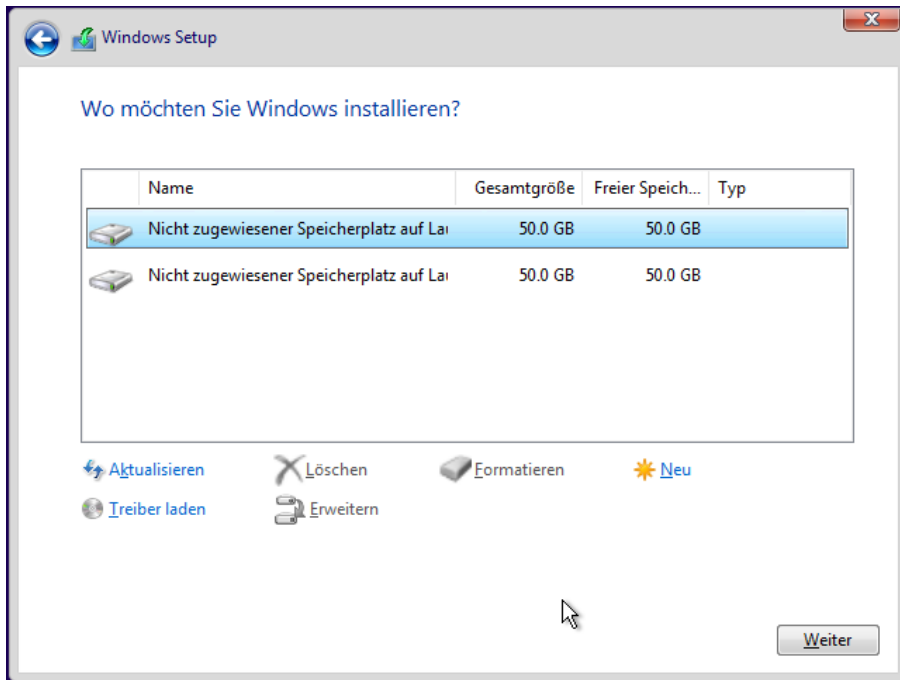 Windows Setup
Wo möchten Sie Windows installieren?
Name Gesamtgröße Freier Speich... Typ
Nicht zugewiesener Speicherplatz auf Lau 50.0 GB 50.0 GB
Nicht zugewiesener Speicherplatz auf Lau 50.0 GB 50.0 GB
Aktualisieren Löschen Formatieren Neu
Treiber laden Erweitern
Weiter